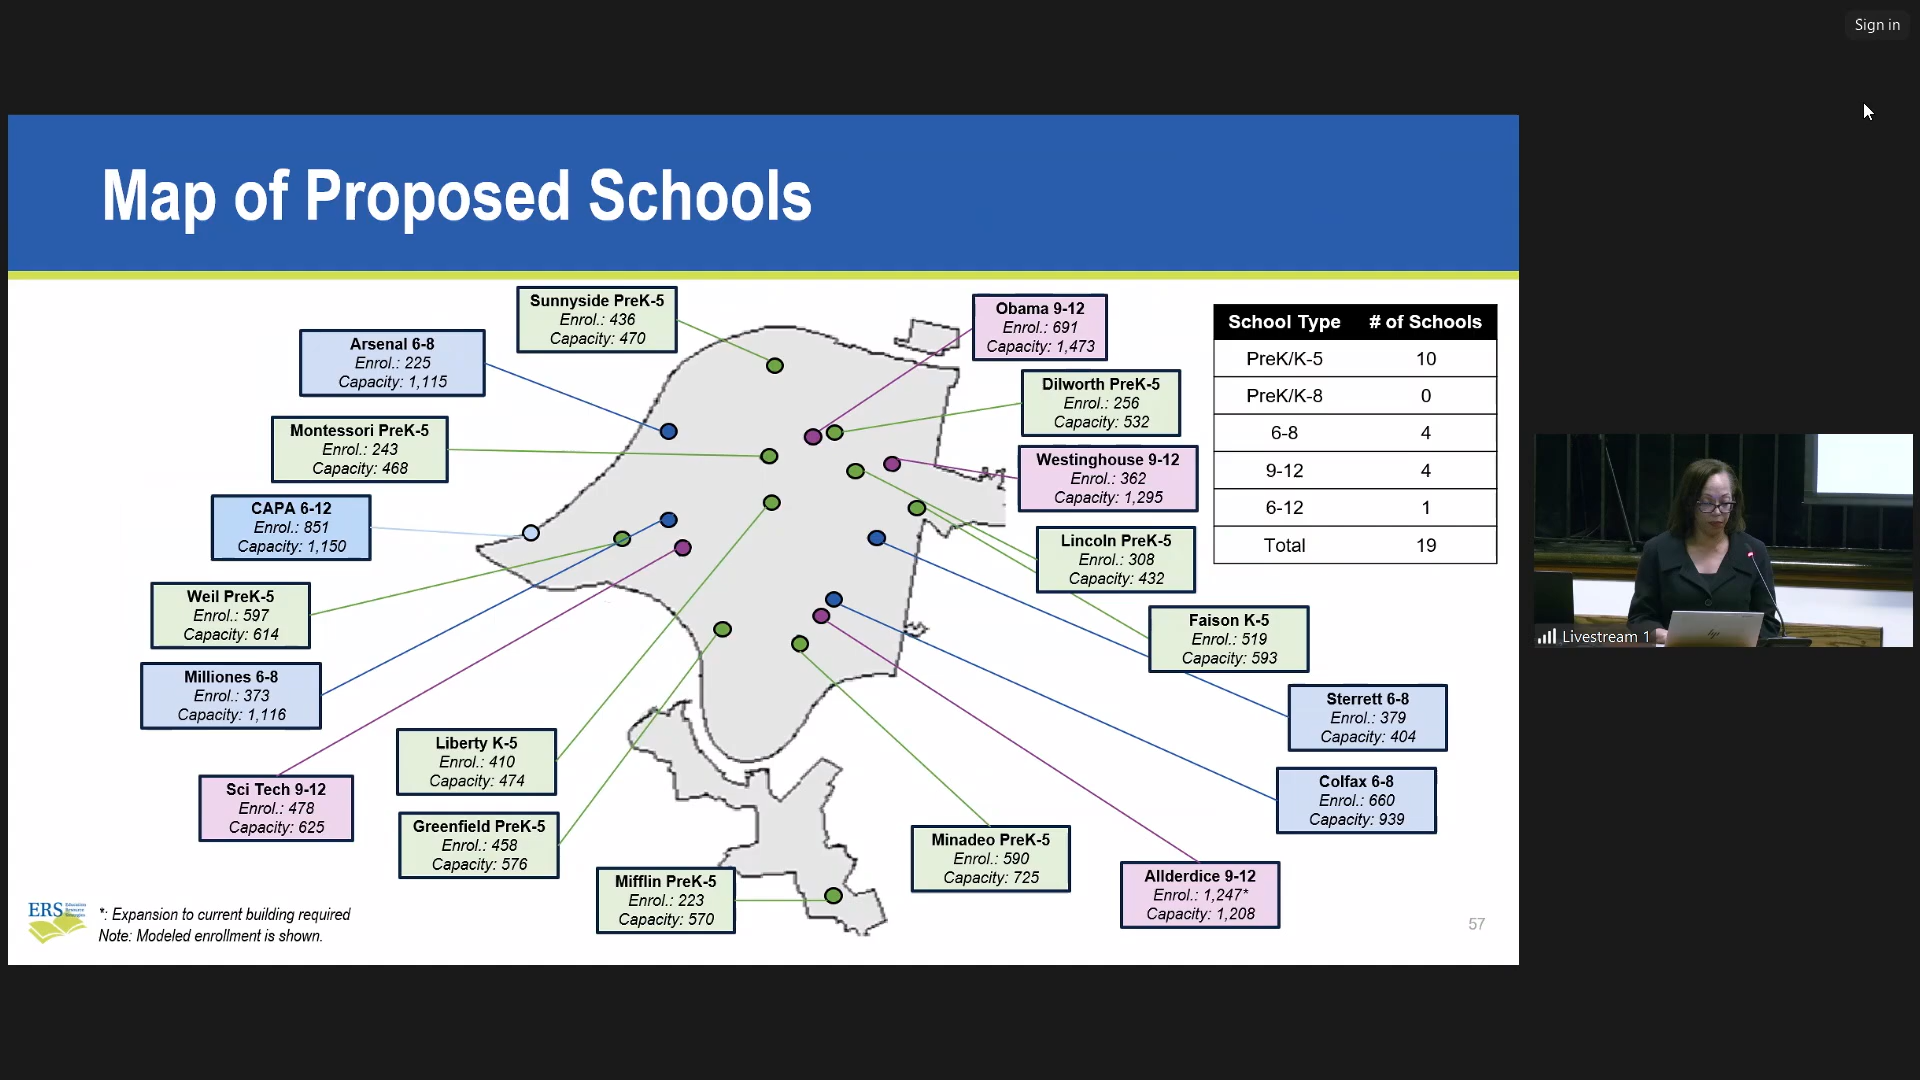 Sign in
Map of Proposed Schools
Sunnyside PreK-5
Enrol.: 436
Capacity: 470
Arsenal 6-8
Enrol.: 225
Capacity: 1,115
Montessori PreK-5
Enrol.: 243
Capacity: 468
CAPA 6-12
Enrol.: 851
Capacity: 1,150
Weil PreK-5
Enrol.: 597
Capacity: 614
Milliones 6-8
Enrol.: 373
Capacity: 1,116
Sci Tech 9-12
Enrol.: 478
Capacity: 625
Liberty K-5
Enrol.: 410
Capacity: 474
Greenfield PreK-5
Enrol.: 458
Capacity: 576
Mifflin PreK-5
Enrol.: 223
Capacity: 570
Obama 9-12
Enrol.: 691
Capacity: 1,473
Dilworth PreK-5
Enrol.: 256
Capacity: 532
Westinghouse 9-12
Enrol.: 362
Capacity: 1,295
Lincoln PreK-5
Enrol.: 308
Capacity: 432
Faison K-5
Enrol.: 519
Capacity: 593
Sterrett 6-8
Enrol.: 379
Capacity: 404
Colfax 6-8
Enrol.: 660
Capacity: 939
Minadeo PreK-5
Enrol.: 590
Capacity: 725
Allderdice 9-12
Enrol.: 1,247*
Capacity: 1,208
School Type # of Schools
PreK/K-5 10
PreK/K-8 0
6-8 4
9-12 4
6-12 1
Total 19
ERS Education Resource Strategies
*: Expansion to current building required
Note: Modeled enrollment is shown.
57
Livestream 1
hp